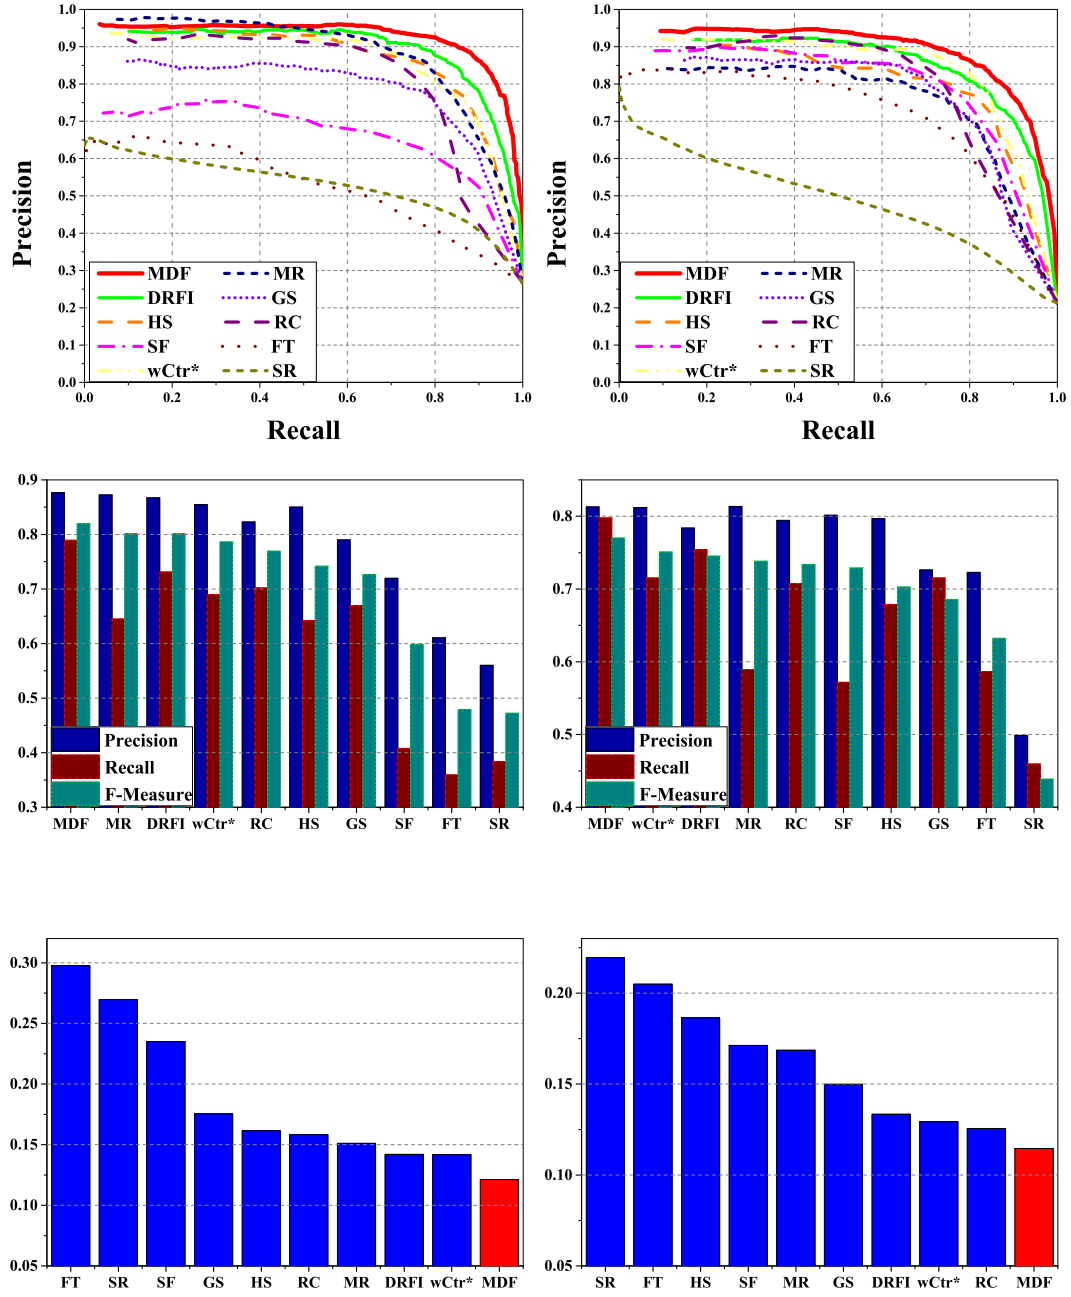 1.0
0.9
0.8
0.7
0.6
0.5
0.4
0.3
0.2
0.1
0.0
Precision
MDF MR
DRFI GS
HS RC
SF FT
wCtr* SR
0.0 0.2 0.4 0.6 0.8 1.0
Recall
1.0
0.9
0.8
0.7
0.6
0.5
0.4
0.3
0.2
0.1
0.0
Precision
MDF MR
DRFI GS
HS RC
SF FT
wCtr* SR
0.0 0.2 0.4 0.6 0.8 1.0
Recall
0.9
0.8
0.7
0.6
0.5
0.4
0.3
Precision
Recall
F-Measure
MDF MR DRFI wCtr* RC HS GS SF FT SR
0.8
0.7
0.6
0.5
0.4
Precision
Recall
F-Measure
MDF wCtr* DRFI MR RC SF HS GS FT SR
0.30
0.25
0.20
0.15
0.10
0.05
FT SR SF GS HS RC MR DRFI wCtr* MDF
0.20
0.15
0.10
0.05
SR FT HS SF MR GS DRFI wCtr* RC MDF